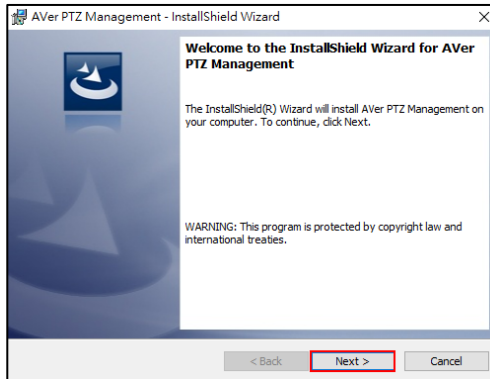 AVer PTZ Management - InstallShield Wizard
Welcome to the InstallShield Wizard for AVer
PTZ Management
The InstallShield(R) Wizard will install AVer PTZ Management on
your computer. To continue, click Next.
WARNING: This program is protected by copyright law and
international treaties.
< Back Next > Cancel